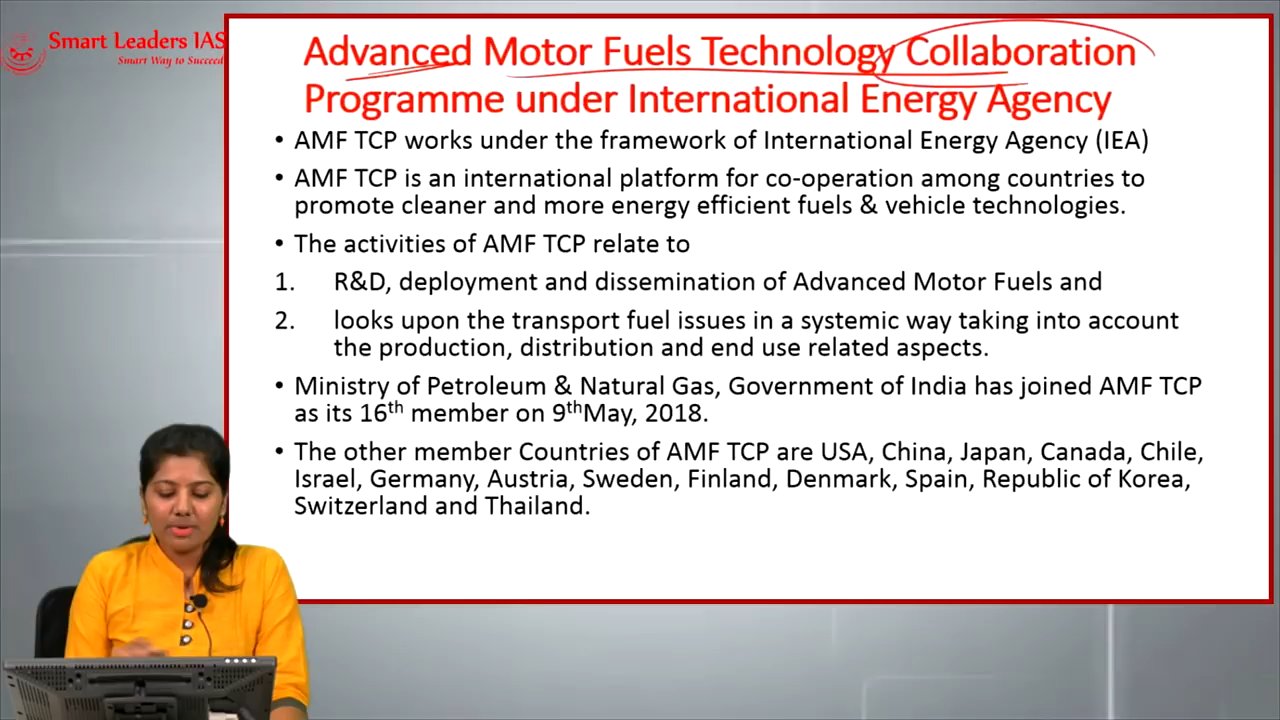 Smart Leaders IAS
Smart Way to Succeed
Advanced Motor Fuels Technology Collaboration
Programme under International Energy Agency
• AMF TCP works under the framework of International Energy Agency (IEA)
• AMF TCP is an international platform for co-operation among countries to
promote cleaner and more energy efficient fuels & vehicle technologies.
• The activities of AMF TCP relate to
1. R&D, deployment and dissemination of Advanced Motor Fuels and
2. looks upon the transport fuel issues in a systemic way taking into account
the production, distribution and end use related aspects.
• Ministry of Petroleum & Natural Gas, Government of India has joined AMF TCP
as its 16th member on 9thMay, 2018.
• The other member Countries of AMF TCP are USA, China, Japan, Canada, Chile,
Israel, Germany, Austria, Sweden, Finland, Denmark, Spain, Republic of Korea,
Switzerland and Thailand.